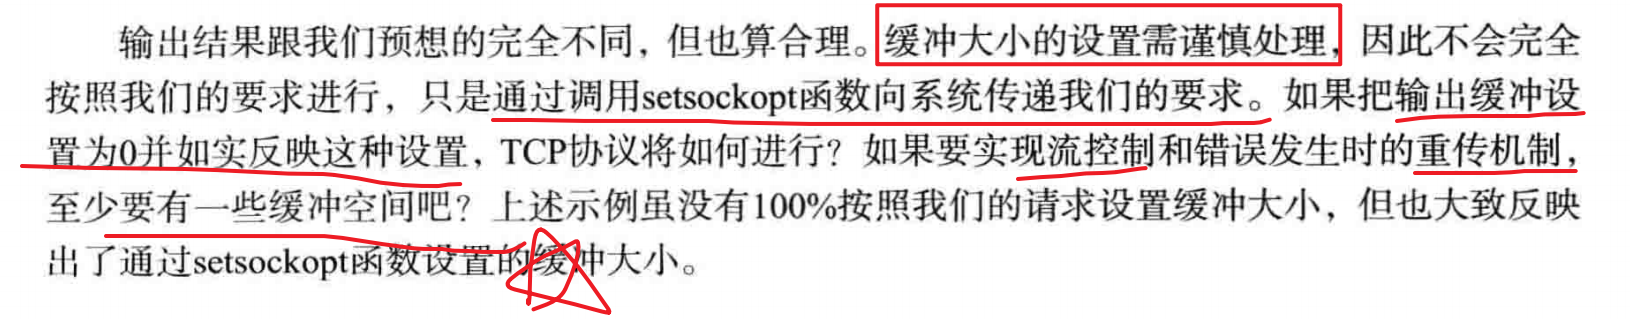 输出结果跟我们预想的完全不同，但也算合理。缓冲大小的设置需谨慎处理，因此不会完全
按照我们的要求进行，只是通过调用setsockopt函数向系统传递我们的要求。如果把输出缓冲设
置为0并如实反映这种设置，TCP协议将如何进行？如果要实现流控制和错误发生时的重传机制，
至少要有一些缓冲空间吧？上述示例虽没有100%按照我们的请求设置缓冲大小，但也大致反映
出了通过setsockopt函数设置的缓冲大小。